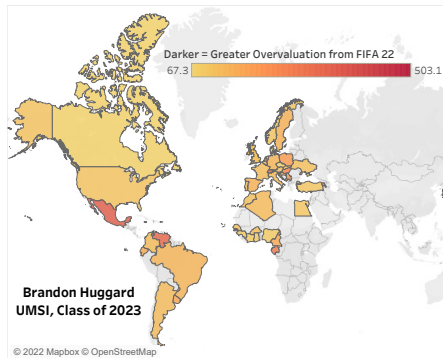 Darker = Greater Overvaluation from FIFA 22
67.3 503.1
Brandon Huggard
UMSI, Class of 2023
© 2022 Mapbox © OpenStreetMap